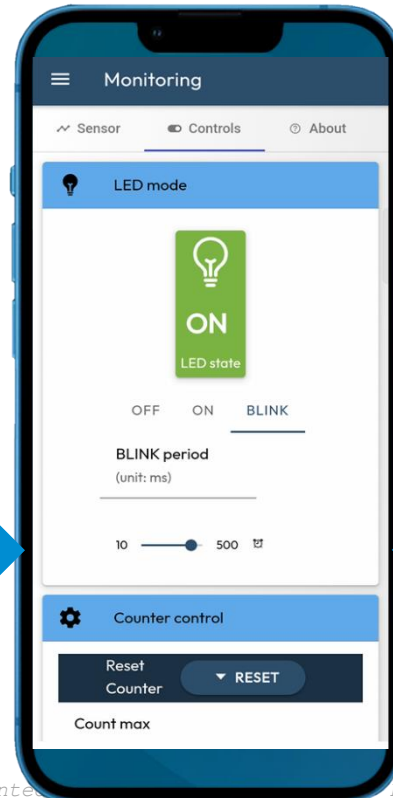 Monitoring
Sensor Controls About
LED mode
ON
LED state
OFF ON BLINK
BLINK period
(unit: ms)
10 500
Counter control
Reset
Counter
RESET
Count max